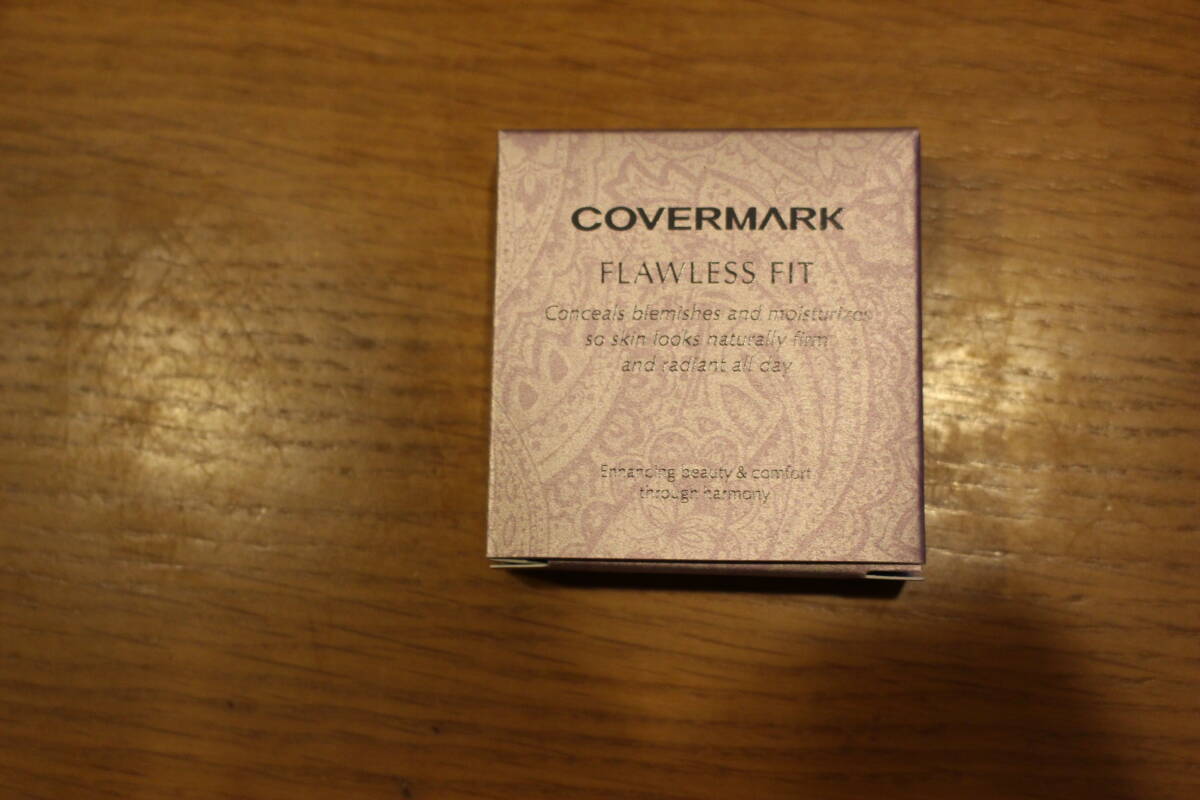 COVERMARK
FLAWLESS FIT
Conceals blemishes and moisturizes
so skin looks naturally firm
and radiant all day
Enhancing beauty & comfort
through harmony